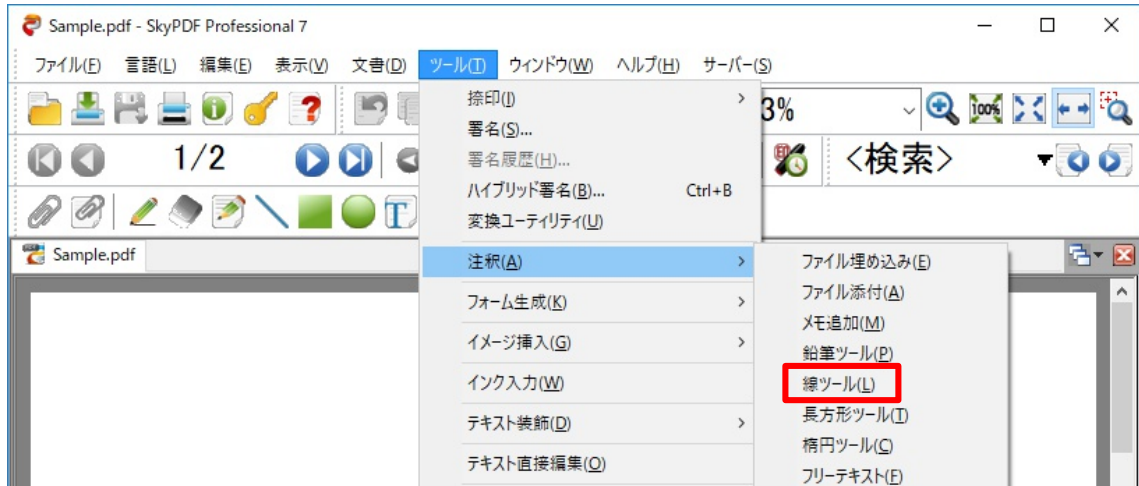 Sample.pdf - SkyPDF Professional 7
ファイル(F) 言語(L) 編集(E) 表示(V) 文書(D) ツール(T) ウィンドウ(W) ヘルプ(H) サーバー(S)
捺印(I)
3%
100%
署名(S)...
1/2
署名履歴(H)...
<検索>
ハイブリッド署名(B)... Ctrl+B
変換ユーティリティ(U)
T
Sample.pdf
注釈(A)
ファイル埋め込み(E)
フォーム生成(K)
ファイル添付(A)
イメージ挿入(G)
メモ追加(M)
鉛筆ツール(P)
インク入力(W)
線ツール(L)
テキスト装飾(D)
長方形ツール(T)
楕円ツール(C)
テキスト直接編集(O)
フリーテキスト(F)